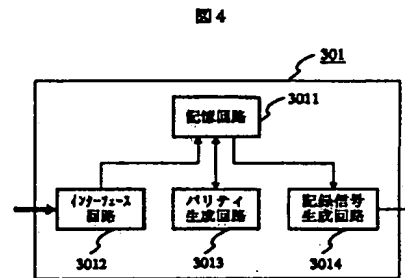 図4
301
記憶回路
3011
インターフェース
回路
パリティ
生成回路
記録信号
生成回路
3012
3013
3014